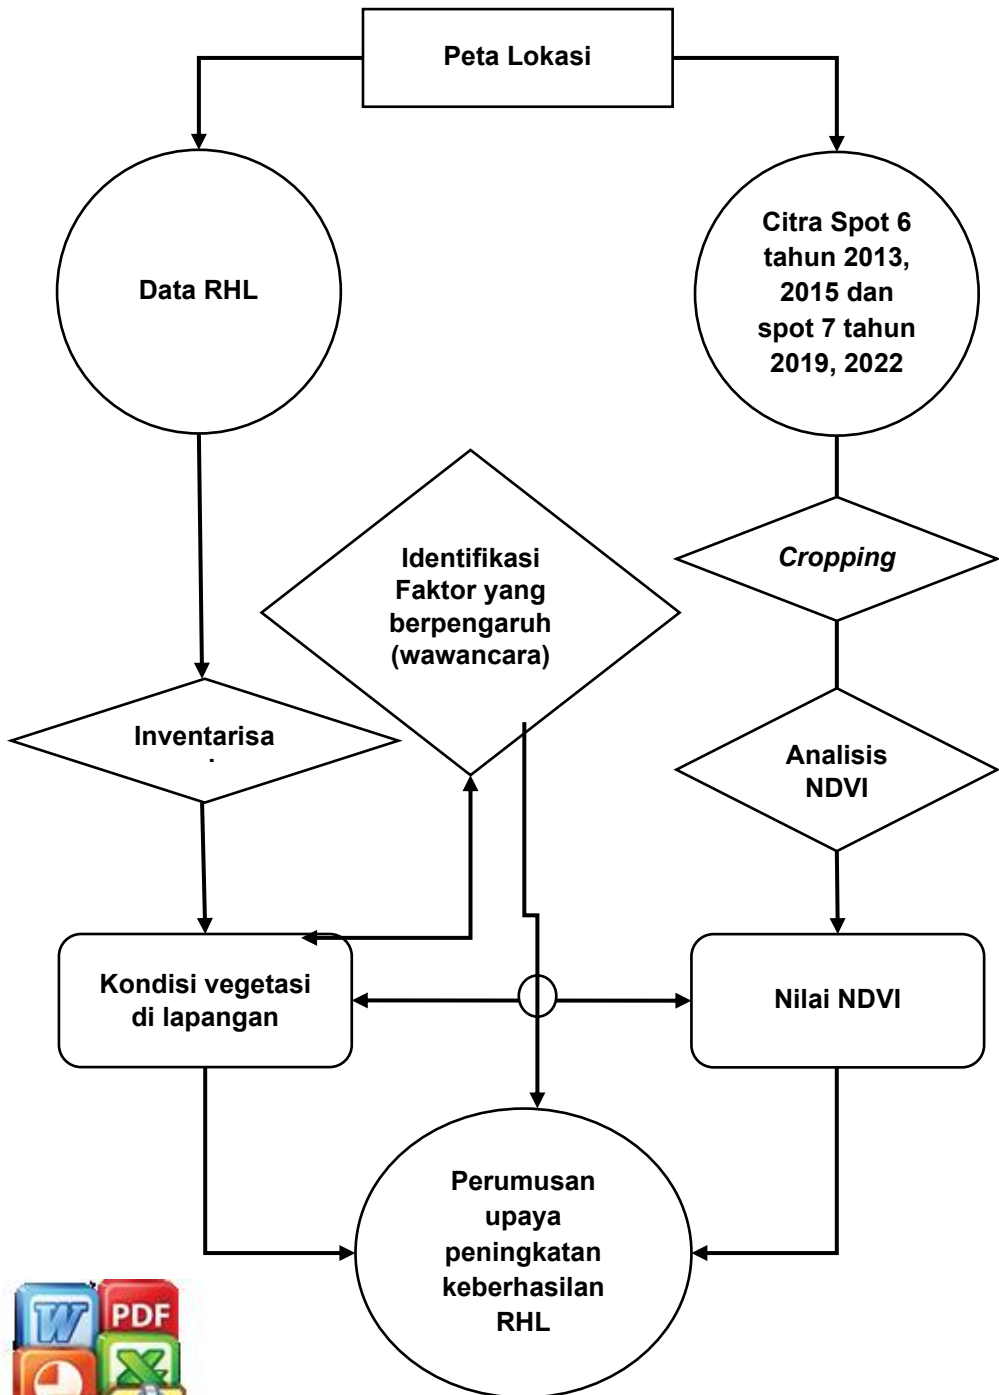 Peta Lokasi
Data RHL
Citra Spot 6
tahun 2013,
2015 dan
spot 7 tahun
2019, 2022
Identifikasi
Faktor yang
berpengaruh
(wawancara)
Cropping
Inventarisa
Analisis
NDVI
Kondisi vegetasi
di lapangan
Nilai NDVI
Perumusan
upaya
peningkatan
keberhasilan
RHL
W
PDF
X